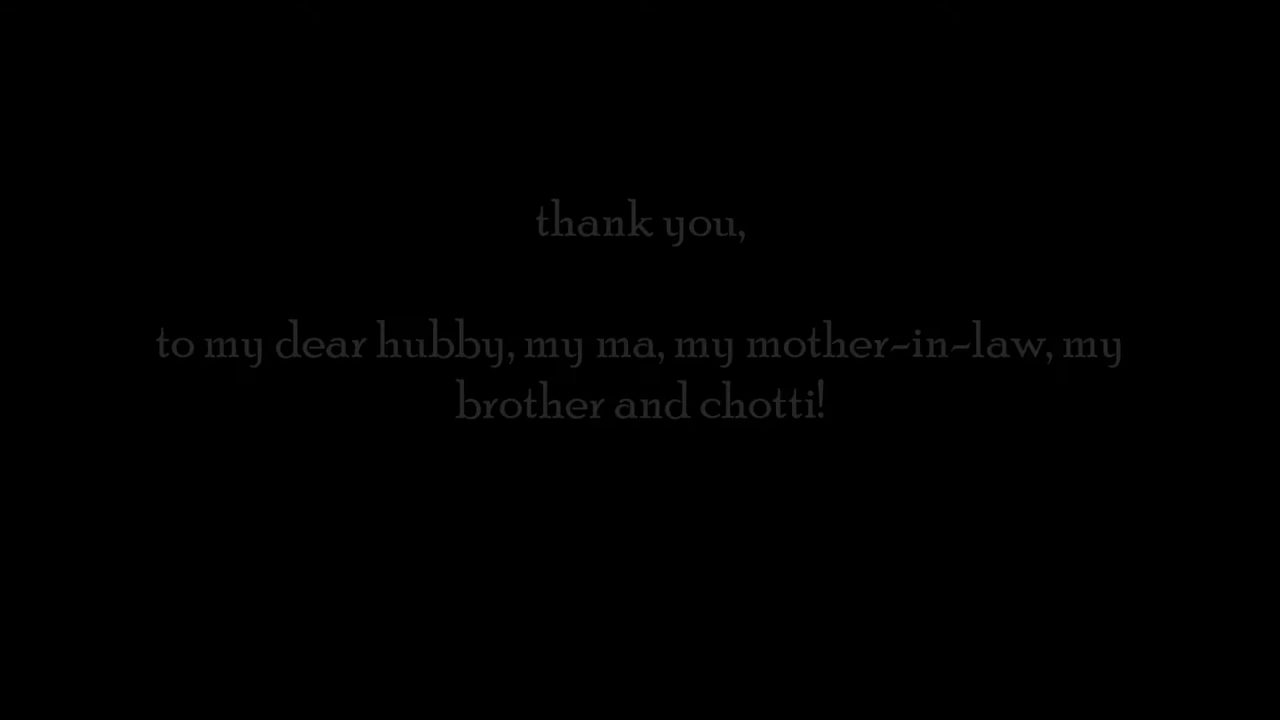 thank you,
to my dear hubby, my ma, my mother-in-law, my
brother and chotti!